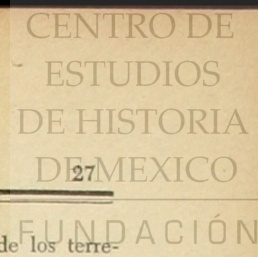 CENTRO DE
ESTUDIOS
DE HISTORIA
DE MEXICO
27
FUNDACIÓN
de los terre-